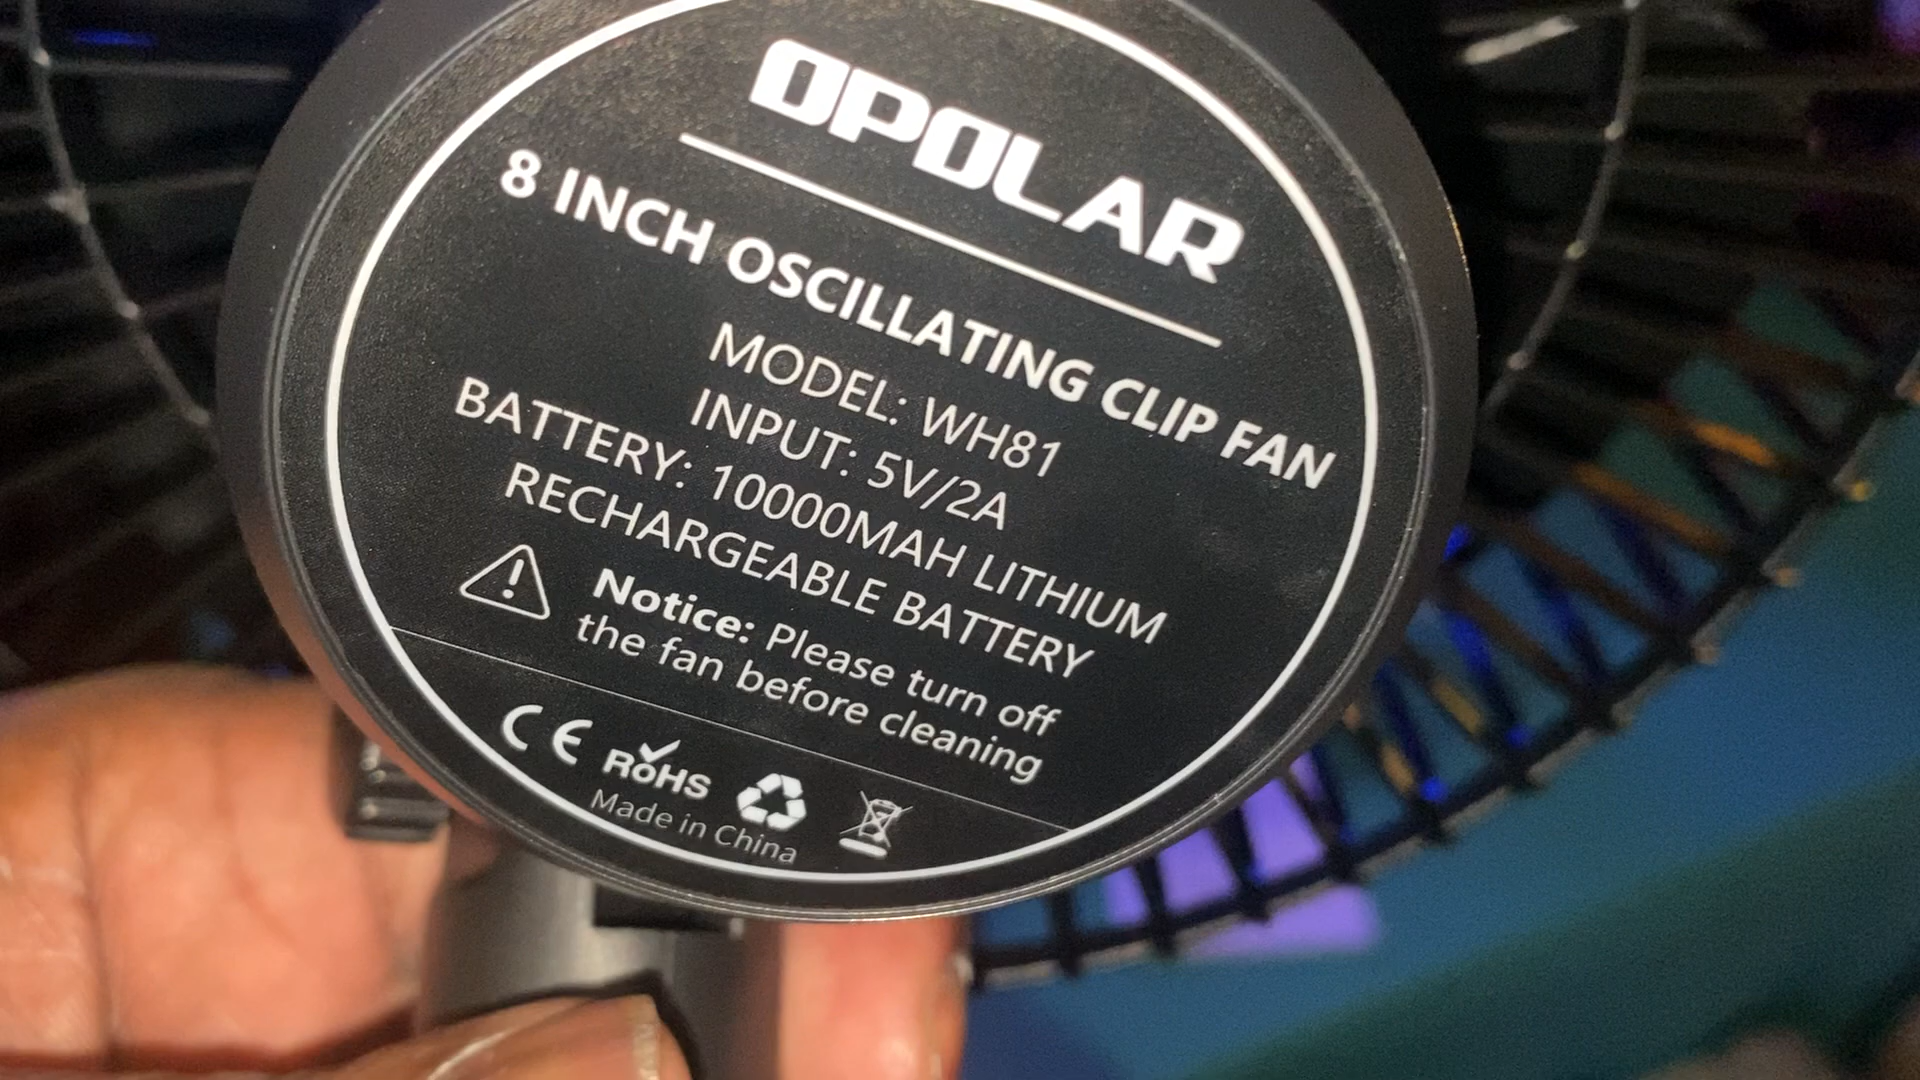 OPOLAR
8 INCH OSCILLATING CLIP FAN
MODEL: WH81
INPUT: 5V/2A
BATTERY: 10000MAH LITHIUM
RECHARGEABLE BATTERY
Notice: Please turn off
the fan before cleaning
CE RoHS
Made in China